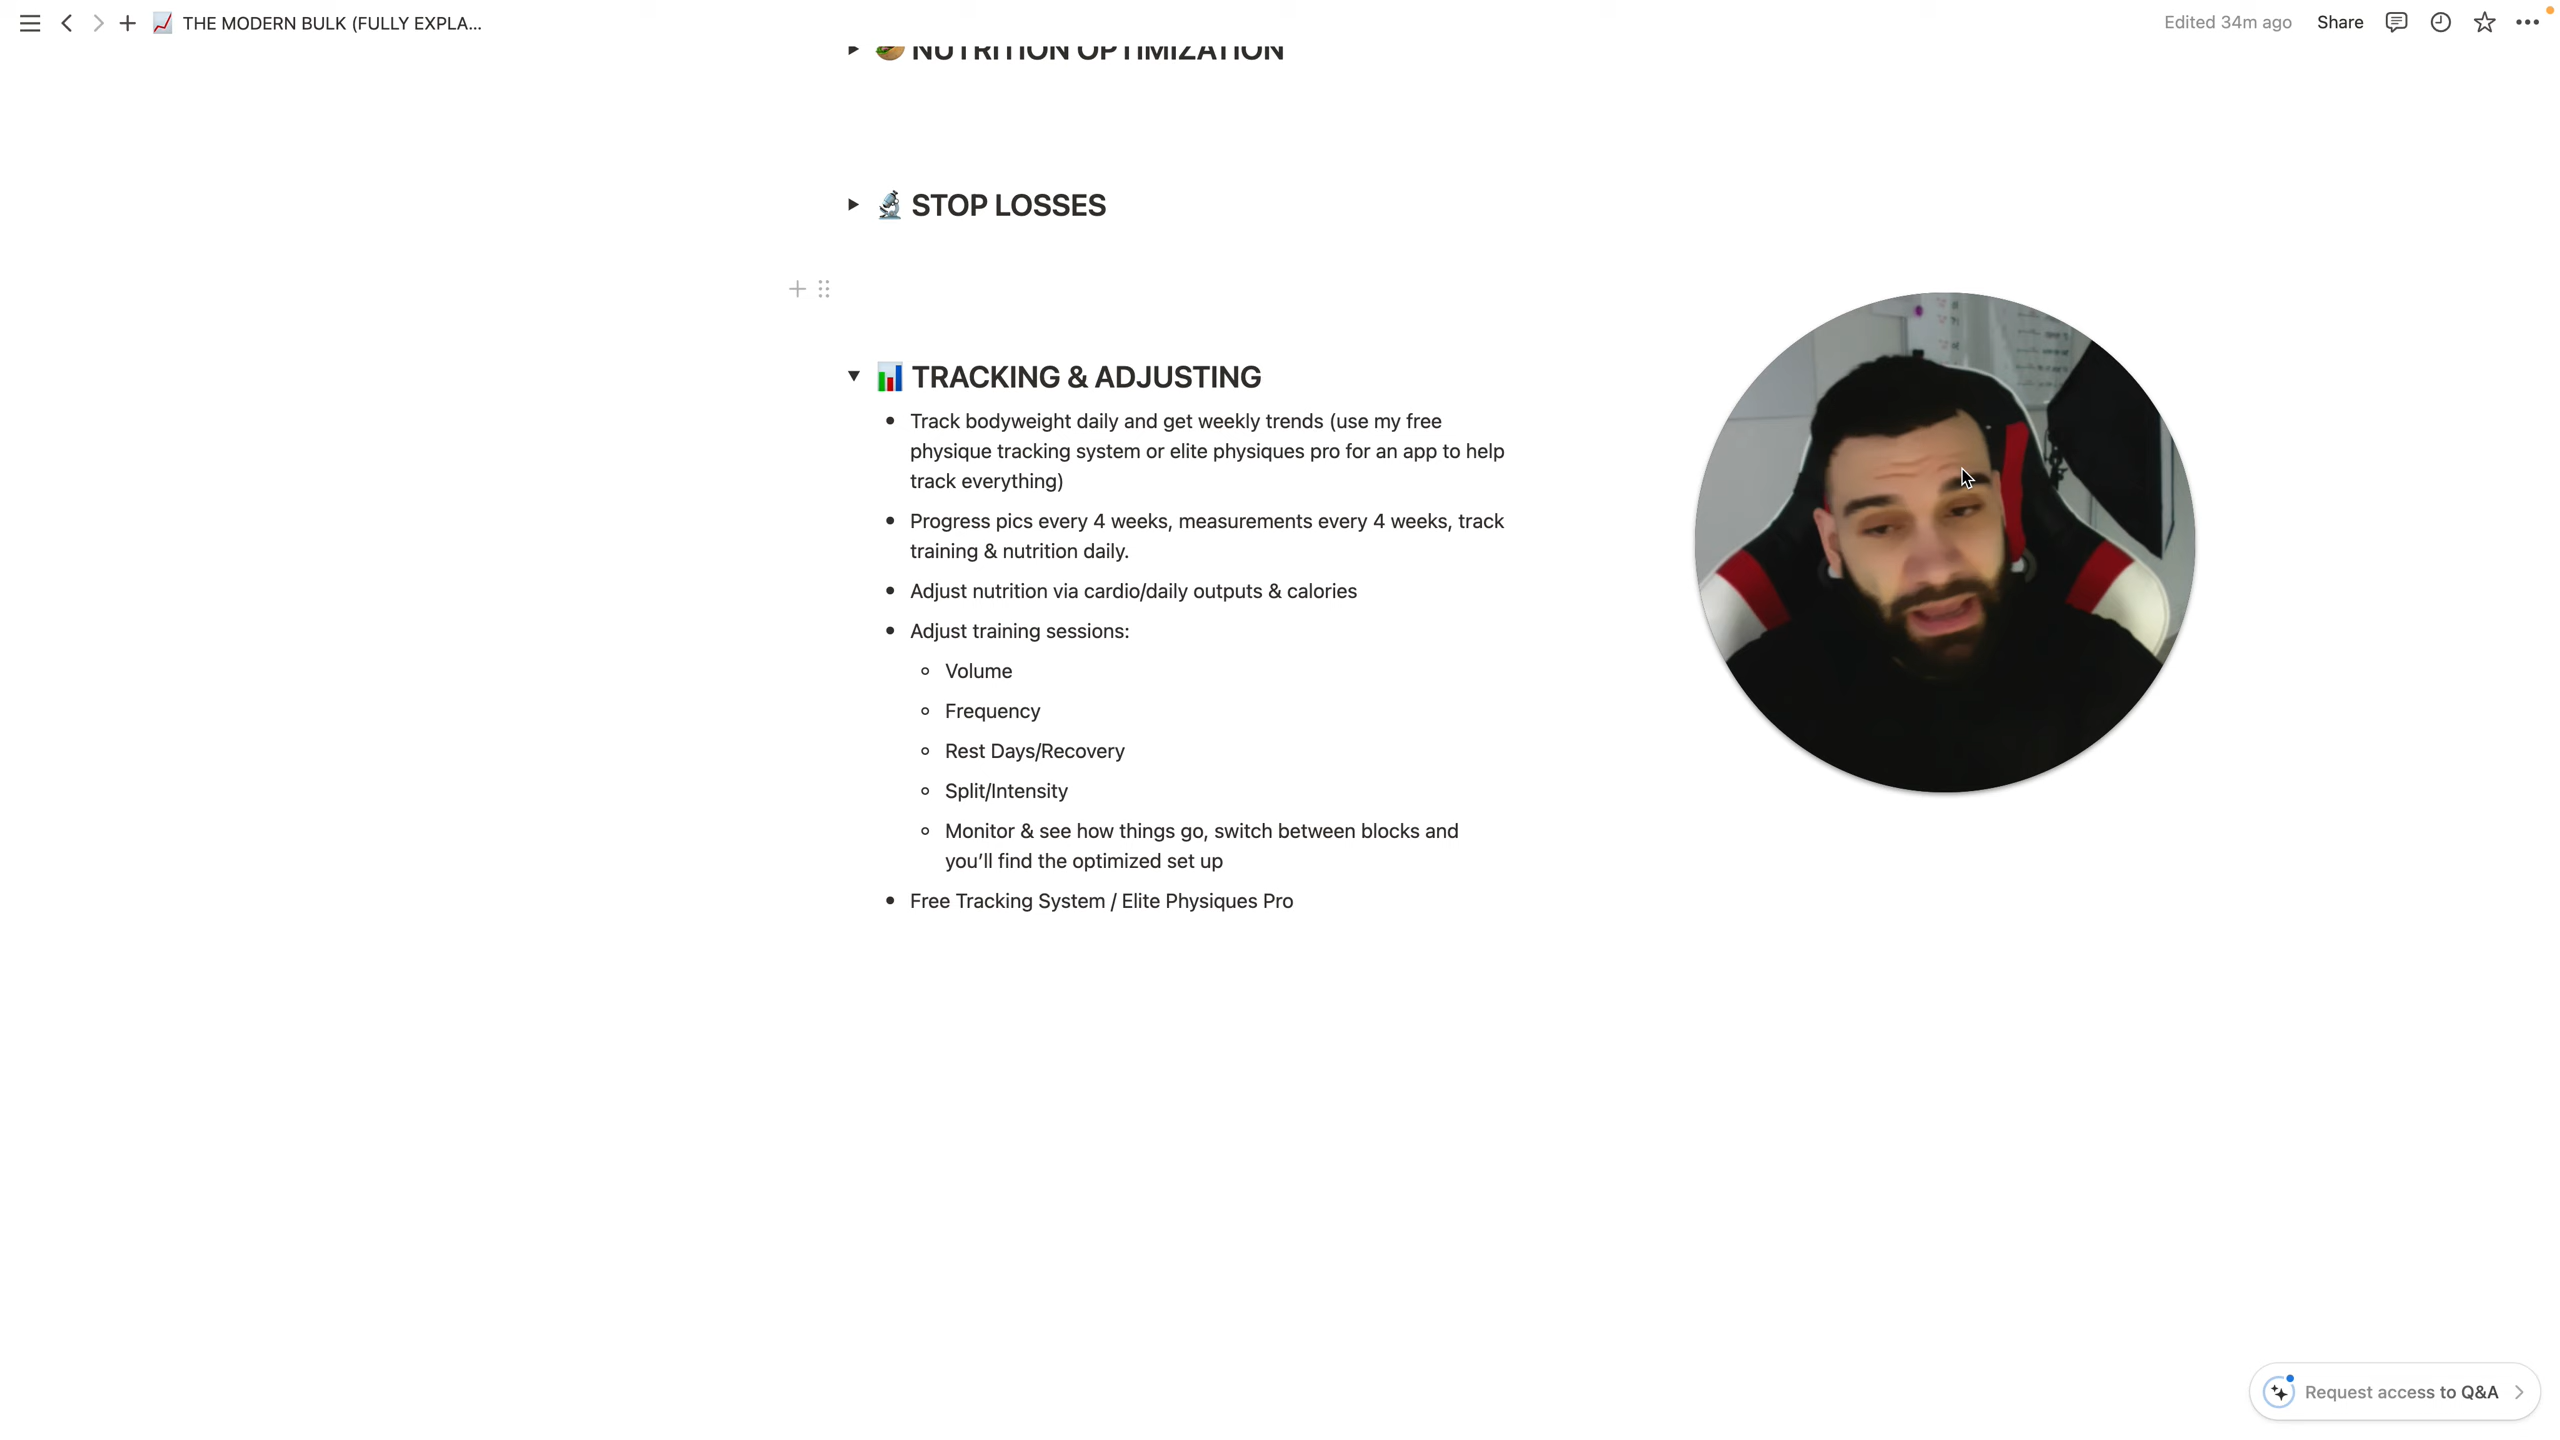 THE MODERN BULK (FULLY EXPLA...
Edited 34m ago
Share
NUTRITION OPTIMIZATION
STOP LOSSES
TRACKING & ADJUSTING
Track bodyweight daily and get weekly trends (use my free
physique tracking system or elite physiques pro for an app to help
track everything)
Progress pics every 4 weeks, measurements every 4 weeks, track
training & nutrition daily.
Adjust nutrition via cardio/daily outputs & calories
Adjust training sessions:
Volume
Frequency
Rest Days/Recovery
Split/Intensity
Monitor & see how things go, switch between blocks and
you’ll find the optimized set up
Free Tracking System / Elite Physiques Pro
Request access to Q&A